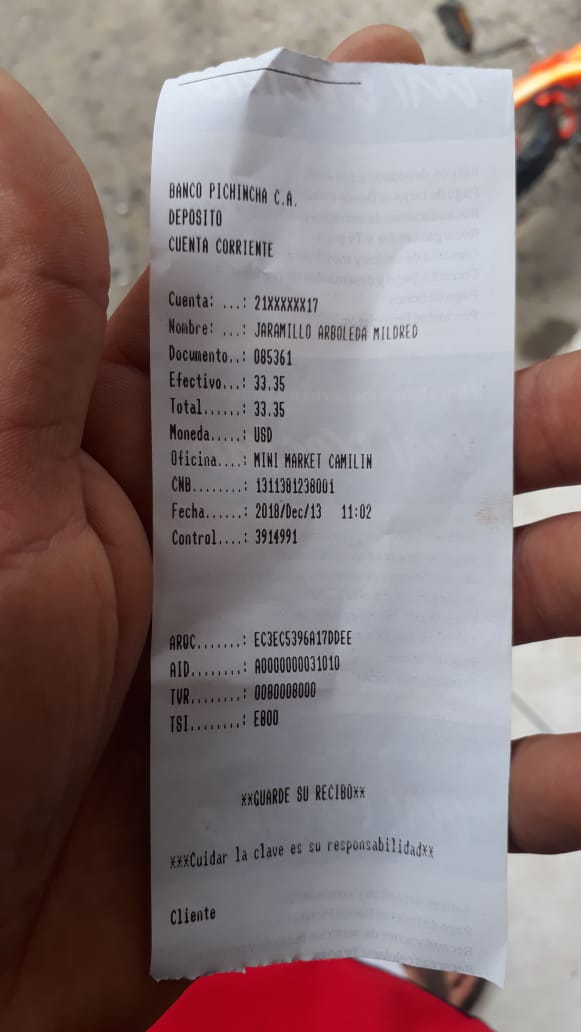 BANCO PICHINCHA C.A.
DEPOSITO
CUENTA CORRIENTE
Cuenta: ...: 21XXXXXX17
Nombre: ...: JARAMILLO ARBOLEDA MILDRED
Documento..: 085361
Efectivo...: 33.35
Total......: 33.35
Moneda.....: USD
Oficina....: MINI MARKET CAMILIN
CNB........: 1311381238001
Fecha......: 2018/Dec/13 11:02
Control....: 3914991
ARQC.......: EC3EC5396A17DDEE
AID........: A0000000031010
TVR........: 0080008000
TSI........: E800
**GUARDE SU RECIBO**
***Cuidar la clave es su responsabilidad**
Cliente